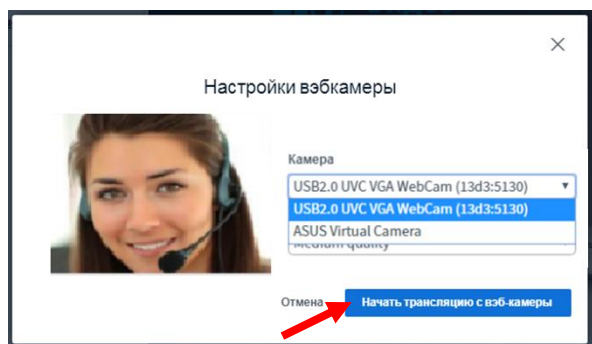 Настройки вэбкамеры
Камера
USB2.0 UVC VGA WebCam (13d3:5130)
USB2.0 UVC VGA WebCam (13d3:5130)
ASUS Virtual Camera
Medium quality
Отмена
Начать трансляцию с вэб-камеры